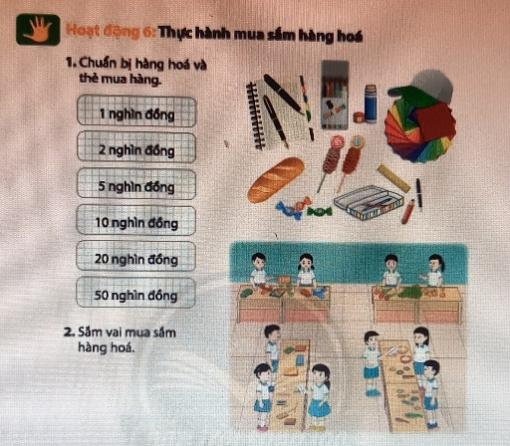 Hoạt động 6: Thực hành mua sắm hàng hoá
1. Chuẩn bị hàng hoá và
thẻ mua hàng.
1 nghìn đồng
2 nghìn đồng
5 nghìn đồng
10 nghìn đồng
20 nghìn đồng
50 nghìn đồng
2. Sắm vai mua sắm
hàng hoá.